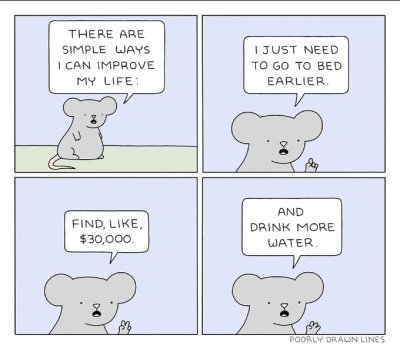 THERE ARE
SIMPLE WAYS
I CAN IMPROVE
MY LIFE:
I JUST NEED
TO GO TO BED
EARLIER.
FIND, LIKE,
$30,000.
AND
DRINK MORE
WATER.
POORLY DRAWN LINES